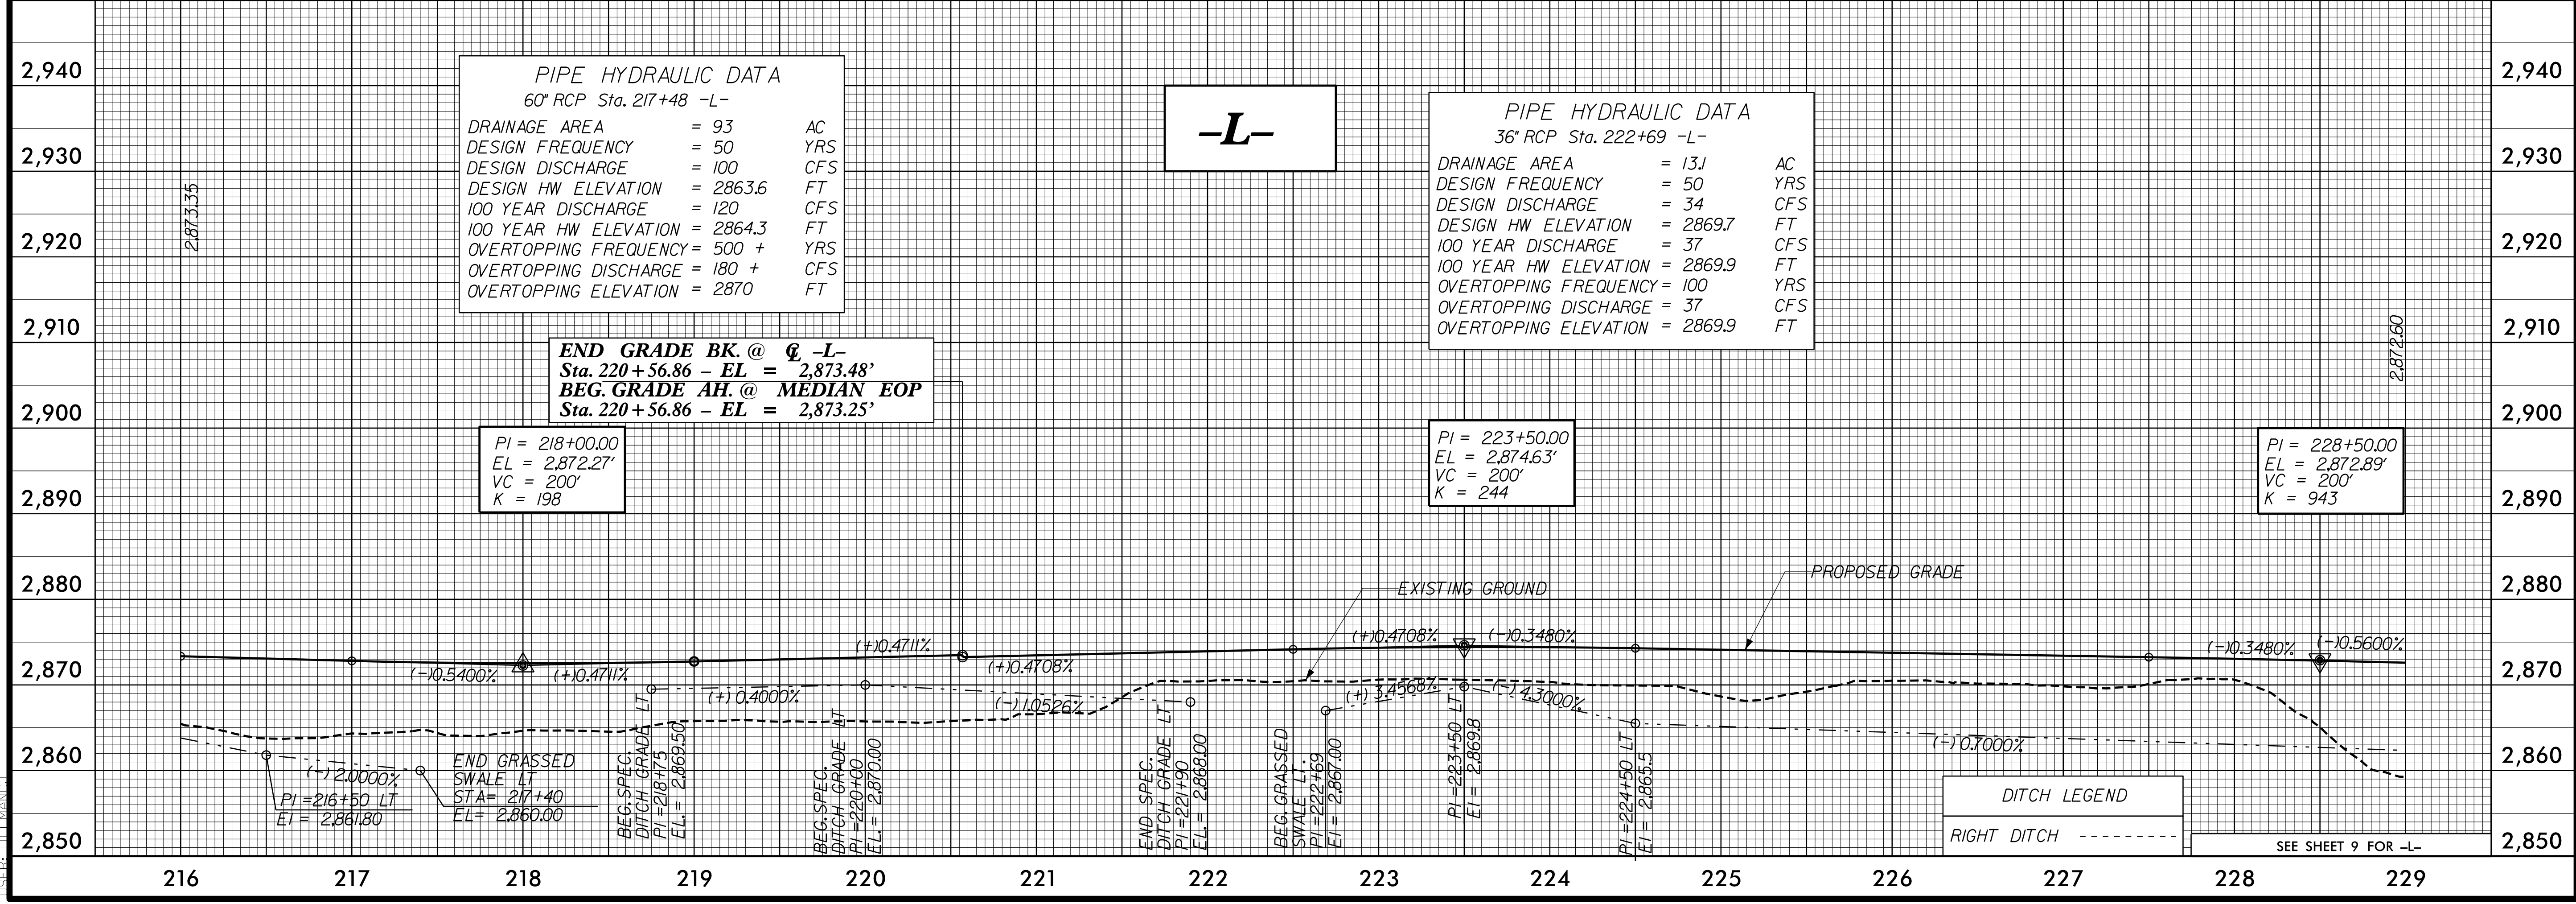 2,940
2,930
2,920
2,910
2,900
2,890
2,880
2,870
2,860
2,850
2,873.35
PIPE HYDRAULIC DATA
60" RCP Sta. 217+48 -L-
DRAINAGE AREA = 93 AC
DESIGN FREQUENCY = 50 YRS
DESIGN DISCHARGE = 100 CFS
DESIGN HW ELEVATION = 2863.6 FT
100 YEAR DISCHARGE = 120 CFS
100 YEAR HW ELEVATION = 2864.3 FT
OVERTOPPING FREQUENCY = 500 + YRS
OVERTOPPING DISCHARGE = 180 + CFS
OVERTOPPING ELEVATION = 2870 FT
-L-
PIPE HYDRAULIC DATA
36" RCP Sta. 222+69 -L-
DRAINAGE AREA = 13.1 AC
DESIGN FREQUENCY = 50 YRS
DESIGN DISCHARGE = 34 CFS
DESIGN HW ELEVATION = 2869.7 FT
100 YEAR DISCHARGE = 37 CFS
100 YEAR HW ELEVATION = 2869.9 FT
OVERTOPPING FREQUENCY = 100 YRS
OVERTOPPING DISCHARGE = 37 CFS
OVERTOPPING ELEVATION = 2869.9 FT
2,872.60
END GRADE BK. @ ℄ -L-
Sta. 220+56.86 - EL = 2,873.48'
BEG. GRADE AH. @ MEDIAN EOP
Sta. 220+56.86 - EL = 2,873.25'
PI = 218+00.00
EL = 2,872.27'
VC = 200'
K = 198
PI = 223+50.00
EL = 2,874.63'
VC = 200'
K = 244
PI = 228+50.00
EL = 2,872.89'
VC = 200'
K = 943
EXISTING GROUND
PROPOSED GRADE
(-)0.5400%
(+)0.4711%
(+)0.4711%
(+)0.4708%
(+)0.4708%
(-)0.3480%
(-)0.3480%
(-)0.5600%
(-) 2.0000%
(+) 0.4000%
(-) 1.0526%
(+) 3.4568%
(-) 4.3000%
(-) 0.7000%
PI =216+50 LT
El = 2,861.80
END GRASSED
SWALE LT
STA= 217+40
EL= 2,860.00
BEG. SPEC.
DITCH GRADE LT
PI =218+75
EL. = 2,869.50
BEG. SPEC.
DITCH GRADE LT
PI =220+00
EL. = 2,870.00
END SPEC.
DITCH GRADE LT
PI =221+90
EL. = 2,868.00
BEG. GRASSED
SWALE LT.
PI =222+69
El = 2,867.00
PI =223+50 LT
El = 2,869.8
PI =224+50 LT
El = 2,865.5
DITCH LEGEND
RIGHT DITCH
SEE SHEET 9 FOR -L-
2,940
2,930
2,920
2,910
2,900
2,890
2,880
2,870
2,860
2,850
216 217 218 219 220 221 222 223 224 225 226 227 228 229